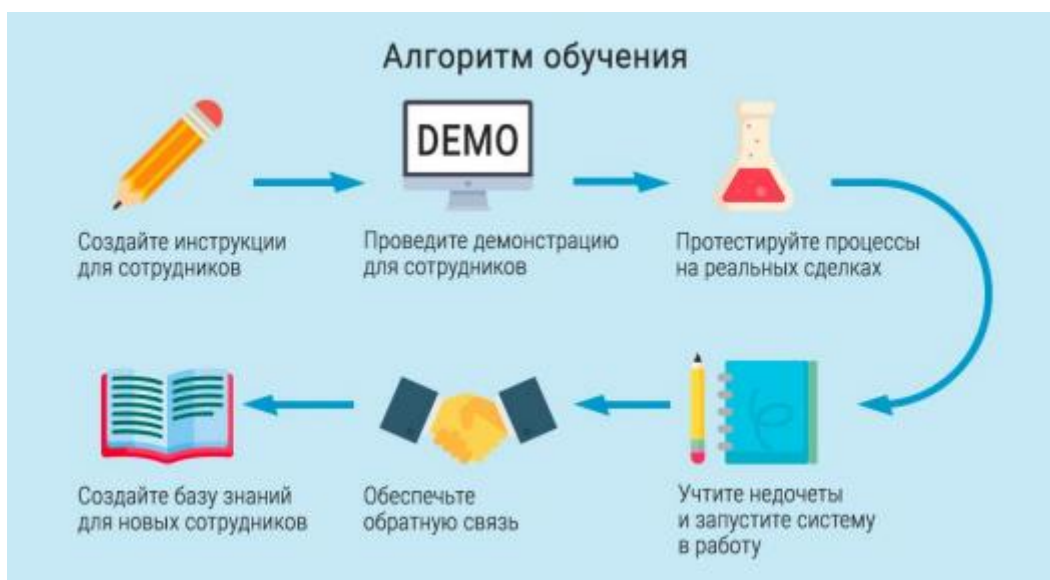 Алгоритм обучения
DEMO
Создайте инструкции
для сотрудников
Проведите демонстрацию
для сотрудников
Протестируйте процессы
на реальных сделках
Учтите недочеты
и запустите систему
в работу
Обеспечьте
обратную связь
Создайте базу знаний
для новых сотрудников